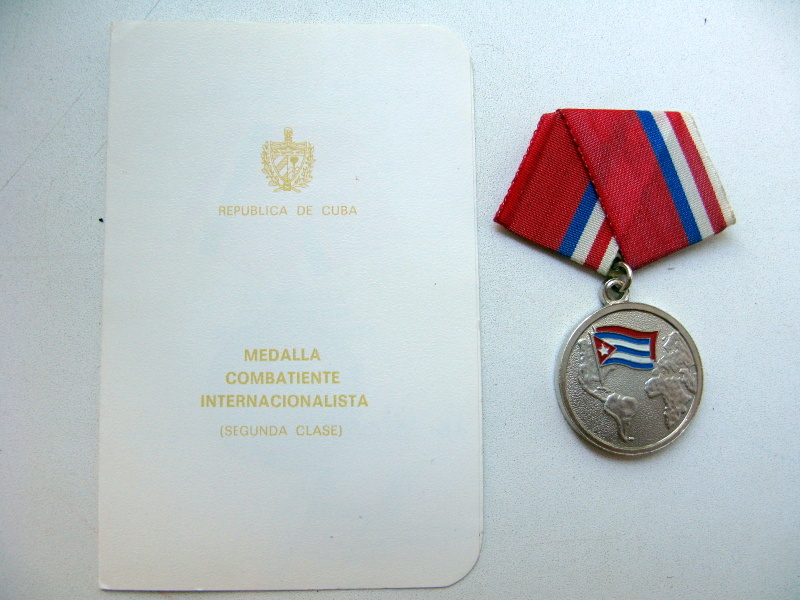 REPUBLICA DE CUBA
MEDALLA
COMBATIENTE
INTERNACIONALISTA
(SEGUNDA CLASE)